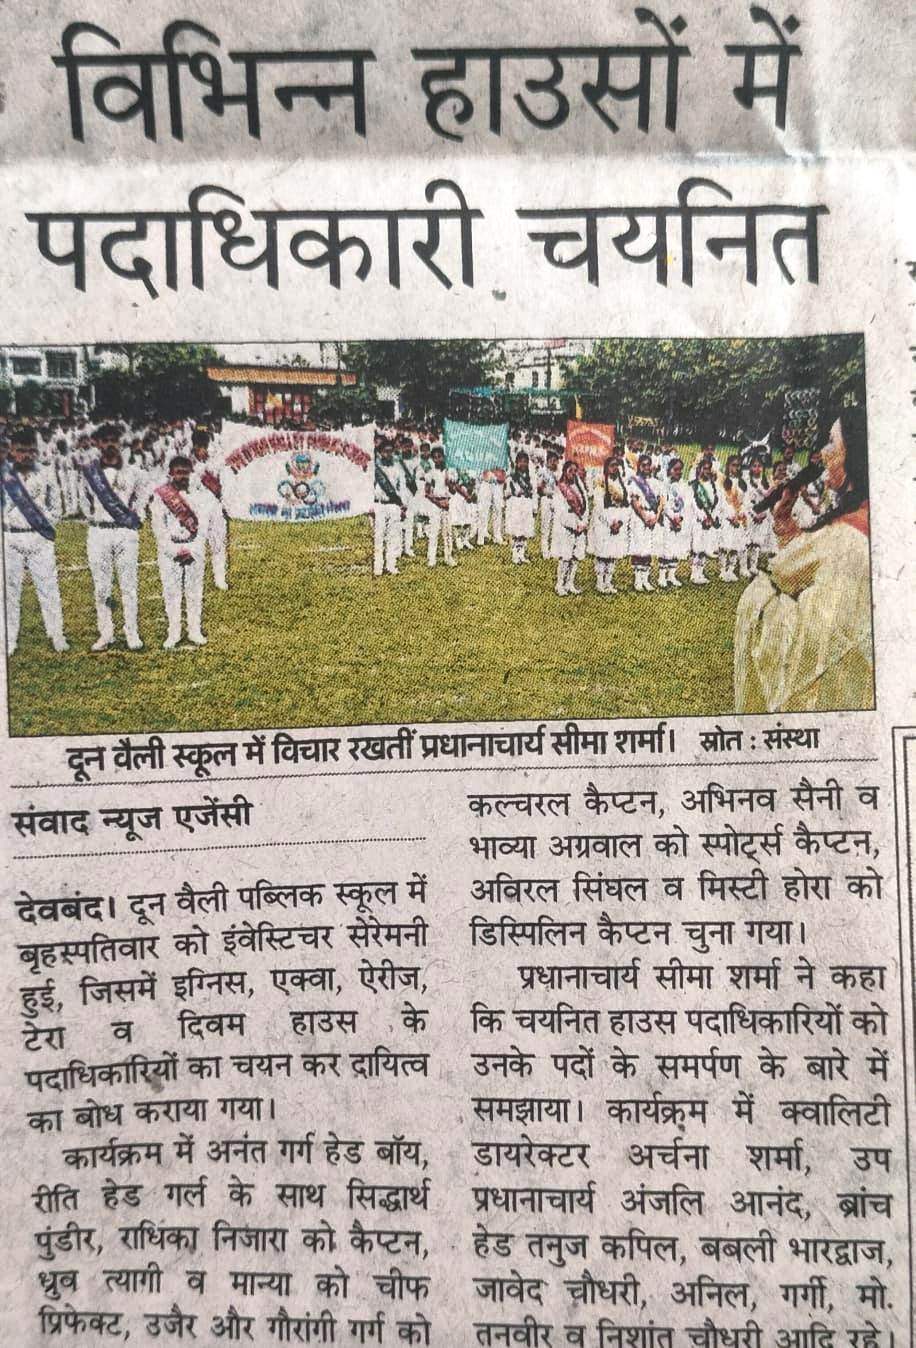 विभिन्न हाउसों में
पदाधिकारी चयनित
दून वैली स्कूल में विचार रखतीं प्रधानाचार्य सीमा शर्मा। स्रोत : संस्था
संवाद न्यूज एजेंसी
देवबंद। दून वैली पब्लिक स्कूल में
बृहस्पतिवार को इंवेस्टिचर सेरेमनी
हुई, जिसमें इग्निस, एक्वा, ऐरीज,
टेरा व दिवम हाउस के
पदाधिकारियों का चयन कर दायित्व
का बोध कराया गया।
कार्यक्रम में अनंत गर्ग हेड बॉय,
रीति हेड गर्ल के साथ सिद्धार्थ
पुंडीर, राधिका निजारा को कैप्टन,
ध्रुव त्यागी व मान्या को चीफ
प्रिफेक्ट, उजैर और गौरांगी गर्ग को
कल्चरल कैप्टन, अभिनव सैनी व
भाव्या अग्रवाल को स्पोर्ट्स कैप्टन,
अविरल सिंघल व मिस्टी होरा को
डिस्पिलिन कैप्टन चुना गया।
प्रधानाचार्य सीमा शर्मा ने कहा
कि चयनित हाउस पदाधिकारियों को
उनके पदों के समर्पण के बारे में
समझाया। कार्यक्रम में क्वालिटी
डायरेक्टर अर्चना शर्मा, उप
प्रधानाचार्य अंजलि आनंद, ब्रांच
हेड तनुज कपिल, बबली भारद्वाज,
जावेद चौधरी, अनिल, गर्गी, मो.
तनवीर व निशांत चौधरी आदि रहे।